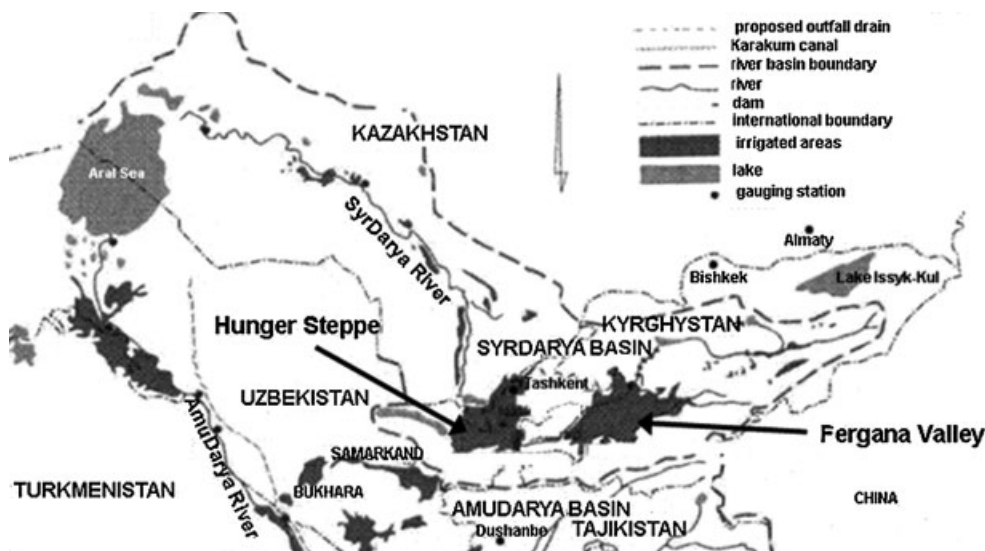 proposed outfall drain
Karakum canal
river basin boundary
river
dam
international boundary
irrigated areas
lake
gauging station
KAZAKHSTAN
Aral Sea
SyrDarya River
Almaty
Bishkek
Lake Issyk-Kul
Hunger Steppe
KYRGHYSTAN
SYRDARYA BASIN
Tashkent
UZBEKISTAN
Fergana Valley
AmuDarya River
SAMARKAND
BUKHARA
TURKMENISTAN
AMUDARYA BASIN
CHINA
Dushanbe
TAJIKISTAN